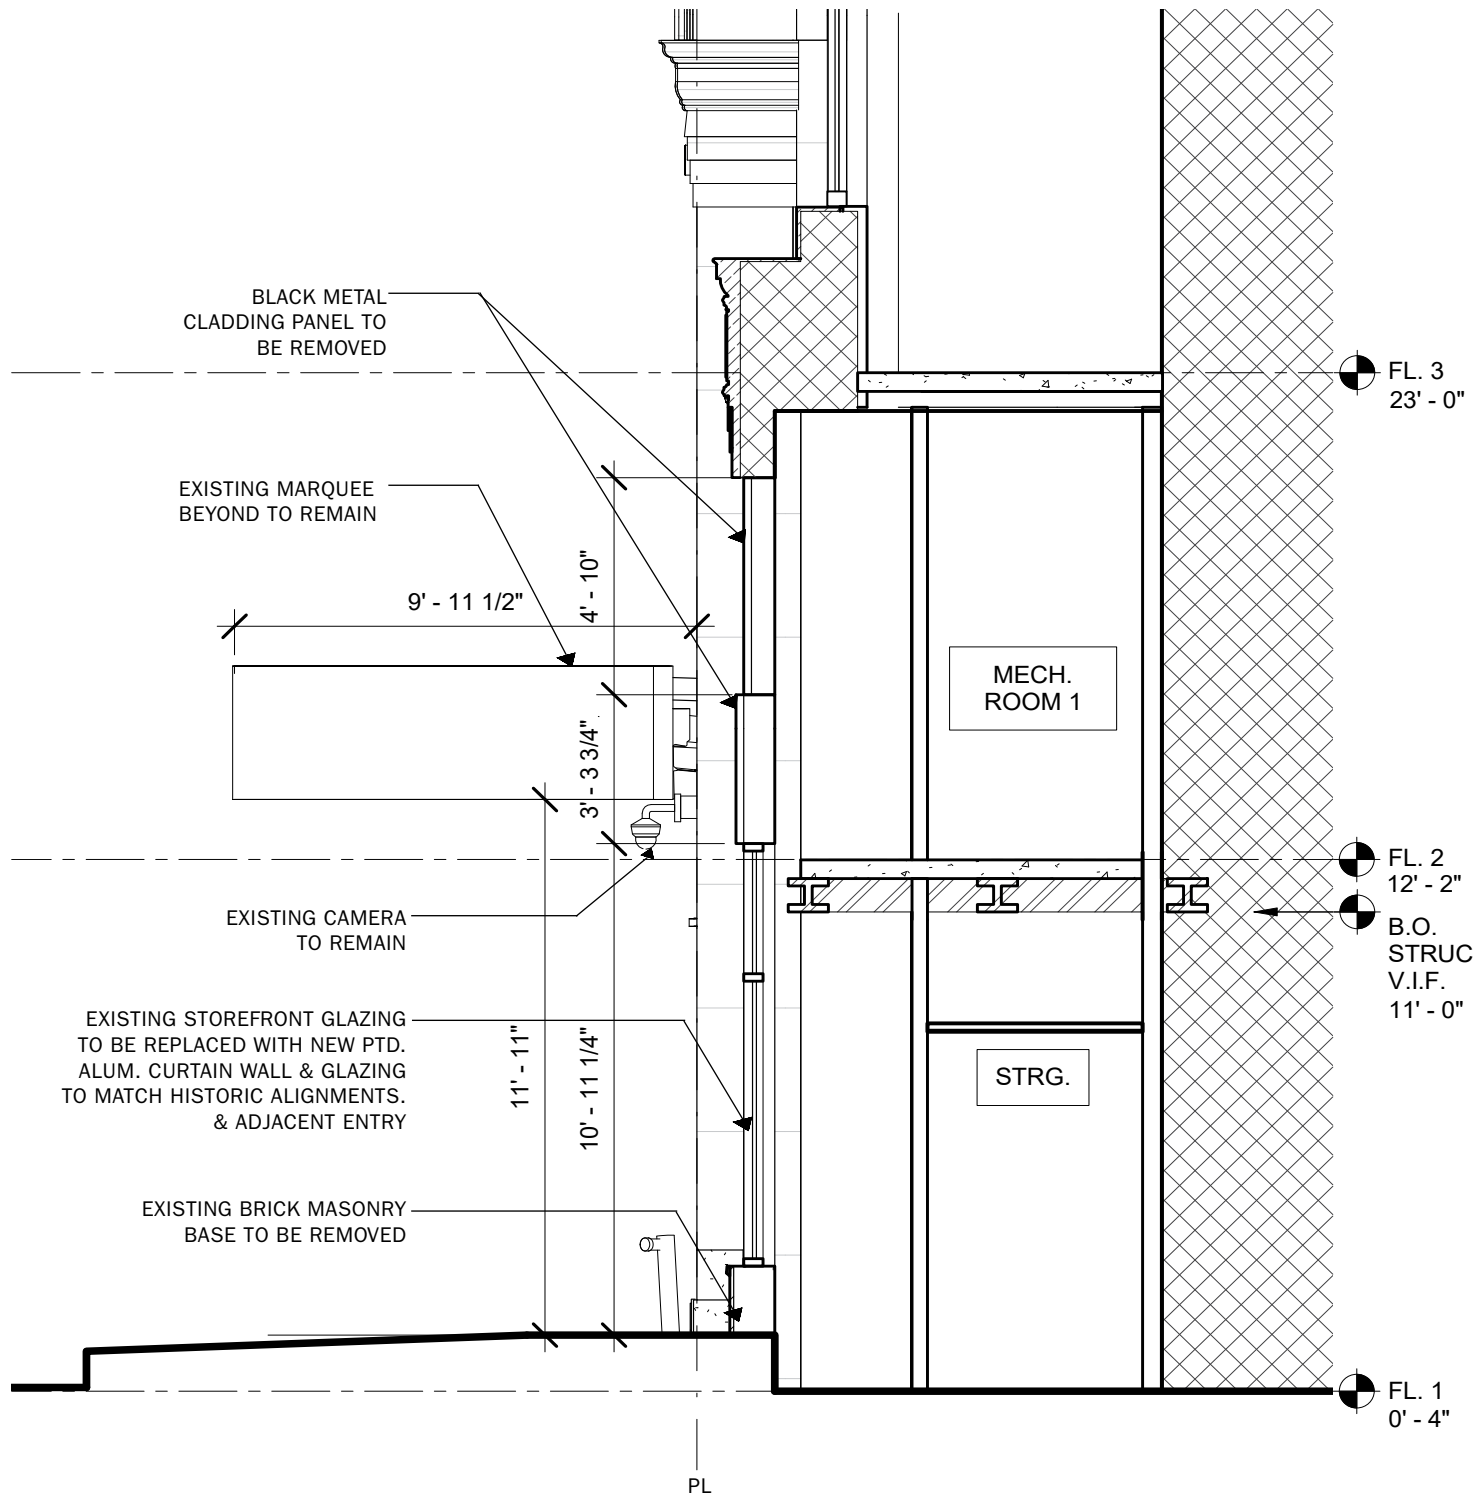 BLACK METAL
CLADDING PANEL TO
BE REMOVED
FL. 3
23' - 0"
EXISTING MARQUEE
BEYOND TO REMAIN
9' - 11 1/2"
4' - 10"
MECH.
ROOM 1
3' - 3 3/4"
FL. 2
12' - 2"
EXISTING CAMERA
TO REMAIN
B.O.
STRUC
V.I.F.
11' - 0"
EXISTING STOREFRONT GLAZING
TO BE REPLACED WITH NEW PTD.
ALUM. CURTAIN WALL & GLAZING
TO MATCH HISTORIC ALIGNMENTS.
& ADJACENT ENTRY
11' - 11"
10' - 11 1/4"
STRG.
EXISTING BRICK MASONRY
BASE TO BE REMOVED
FL. 1
0' - 4"
PL